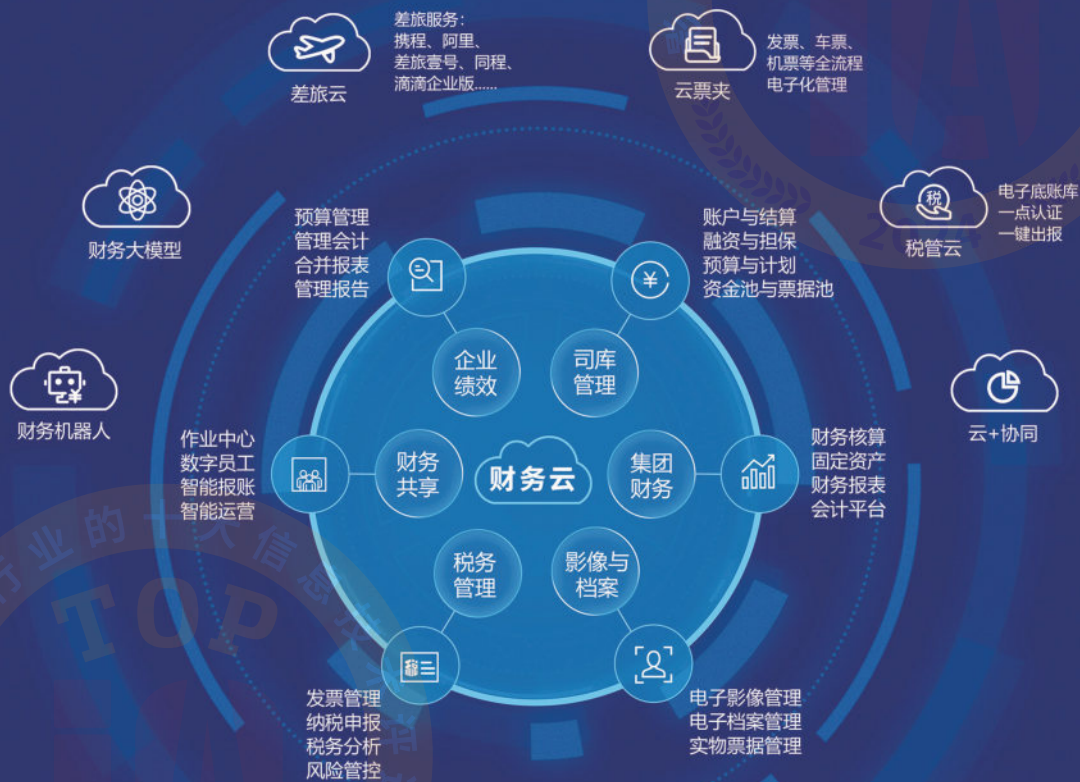 差旅服务：
携程、阿里、
差旅壹号、同程、
滴滴企业版......
差旅云
发票、车票、
机票等全流程
电子化管理
云票夹
财务大模型
税
电子底账库
一点认证
一键出报
税管云
2024
预算管理
管理会计
合并报表
管理报告
账户与结算
融资与担保
预算与计划
资金池与票据池
¥
企业
绩效
司库
管理
¥
财务机器人
云+协同
作业中心
数字员工
智能报账
智能运营
财务
共享
财务云
集团
财务
财务核算
固定资产
财务报表
会计平台
行业的十大信息
TOP
税务
管理
影像与
档案
发票管理
纳税申报
税务分析
风险管控
电子影像管理
电子档案管理
实物票据管理